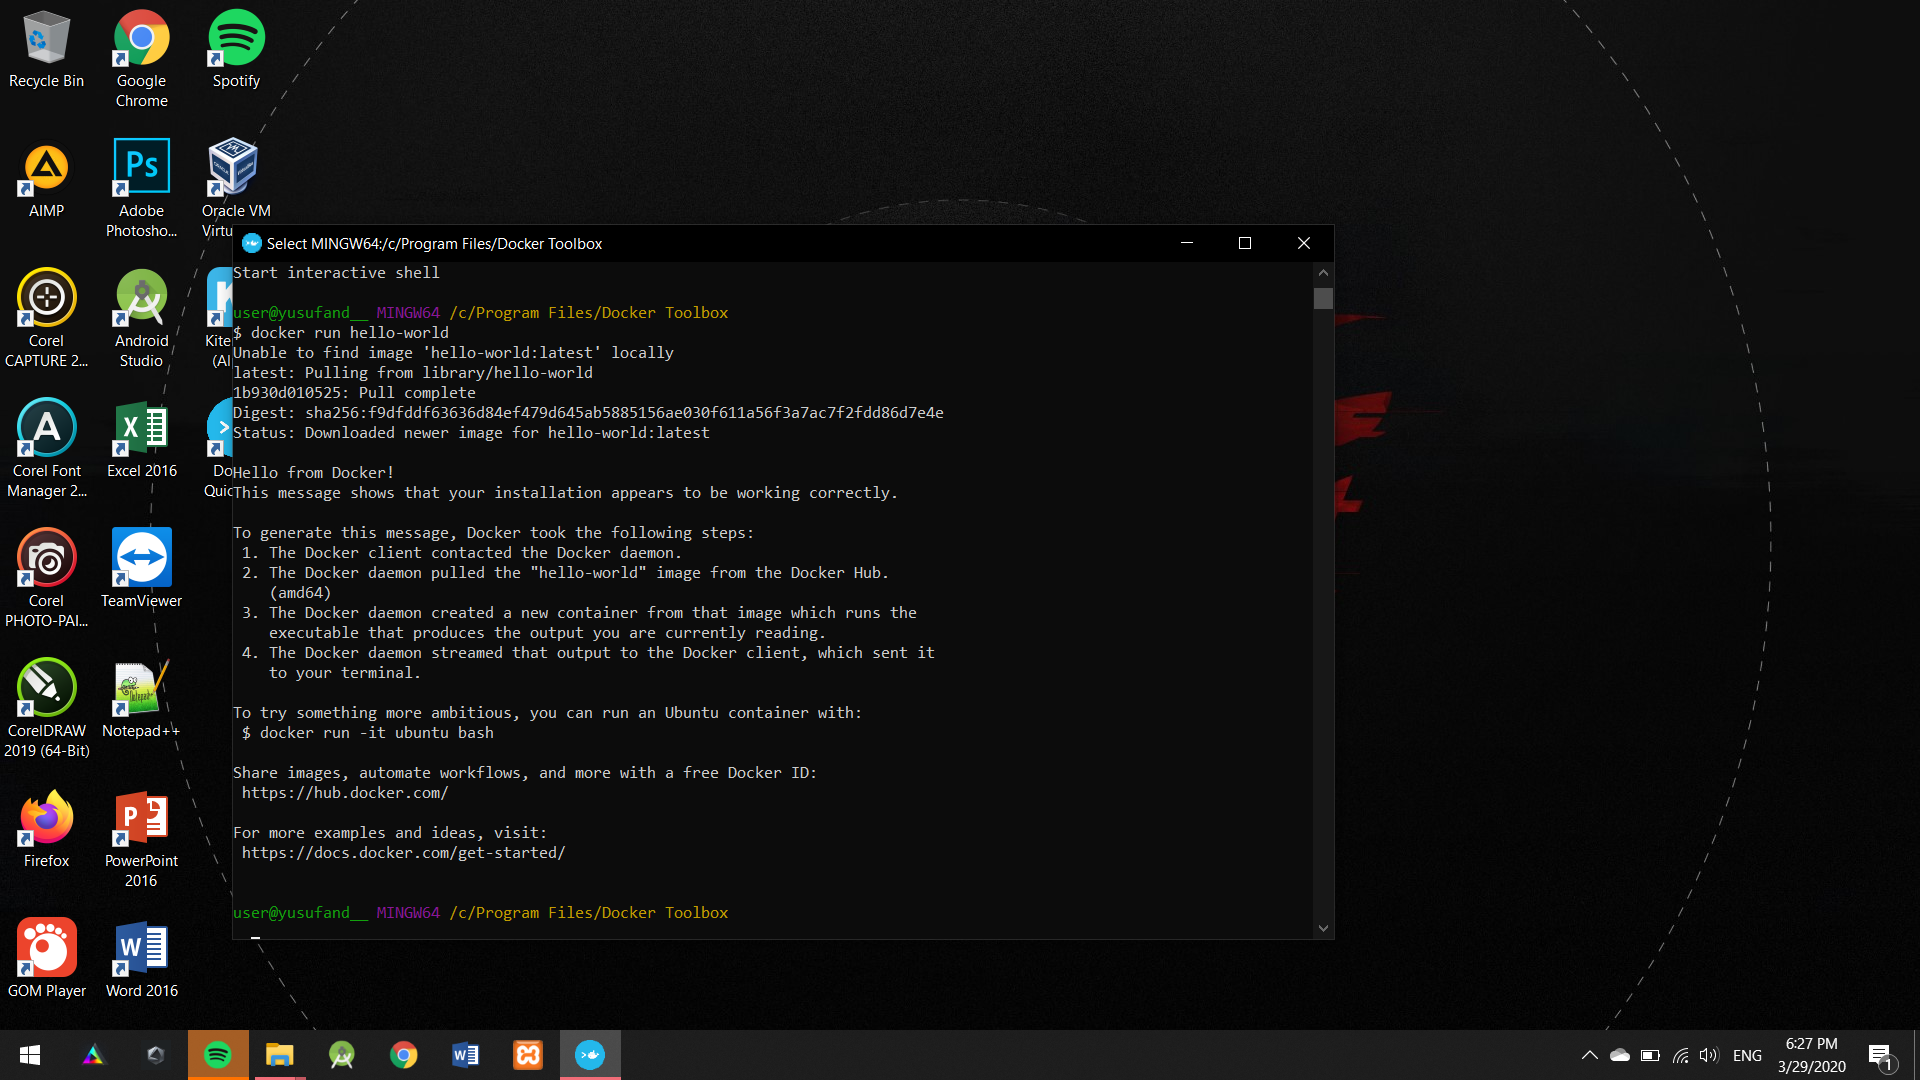 Recycle Bin
Google
Chrome
Spotify
AIMP
Ps
Adobe
Photosho...
Oracle VM
Virtu
Corel
CAPTURE 2...
Android
Studio
Kite
(AI
Corel Font
Manager 2...
Excel 2016
Do
Quic
Corel
PHOTO-PAI...
TeamViewer
CorelDRAW
2019 (64-Bit)
Notepad++
Firefox
PowerPoint
2016
GOM Player
Word 2016
Select MINGW64:/c/Program Files/Docker Toolbox
Start interactive shell
user@yusufand__ MINGW64 /c/Program Files/Docker Toolbox
$ docker run hello-world
Unable to find image 'hello-world:latest' locally
latest: Pulling from library/hello-world
1b930d010525: Pull complete
Digest: sha256:f9dfddf63636d84ef479d645ab5885156ae030f611a56f3a7ac7f2fdd86d7e4e
Status: Downloaded newer image for hello-world:latest
Hello from Docker!
This message shows that your installation appears to be working correctly.
To generate this message, Docker took the following steps:
1. The Docker client contacted the Docker daemon.
2. The Docker daemon pulled the "hello-world" image from the Docker Hub.
(amd64)
3. The Docker daemon created a new container from that image which runs the
executable that produces the output you are currently reading.
4. The Docker daemon streamed that output to the Docker client, which sent it
to your terminal.
To try something more ambitious, you can run an Ubuntu container with:
$ docker run -it ubuntu bash
Share images, automate workflows, and more with a free Docker ID:
https://hub.docker.com/
For more examples and ideas, visit:
https://docs.docker.com/get-started/
user@yusufand__ MINGW64 /c/Program Files/Docker Toolbox
ENG
6:27 PM
3/29/2020
1